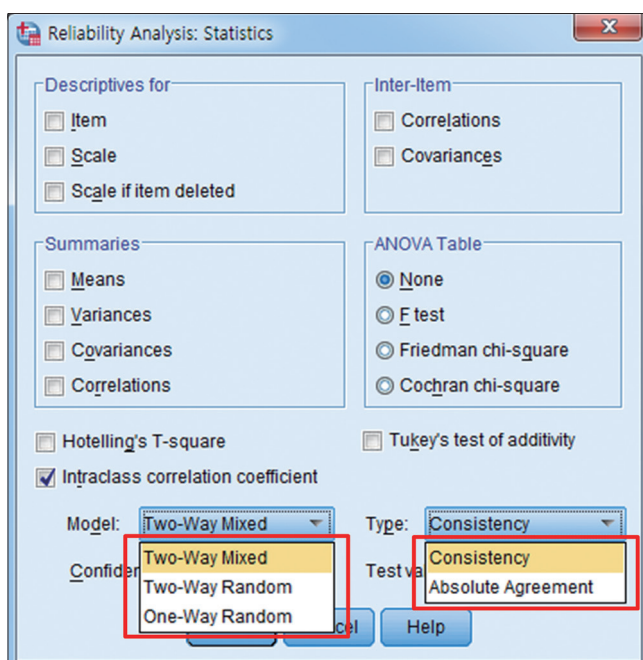 Reliability Analysis: Statistics
Descriptives for
Item
Scale
Scale if item deleted
Inter-Item
Correlations
Covariances
Summaries
Means
Variances
Covariances
Correlations
ANOVA Table
None
F test
Friedman chi-square
Cochran chi-square
Hotelling's T-square
Tukey's test of additivity
Intraclass correlation coefficient
Model: Two-Way Mixed
Type: Consistency
Two-Way Mixed
Two-Way Random
One-Way Random
Consistency
Absolute Agreement
Help